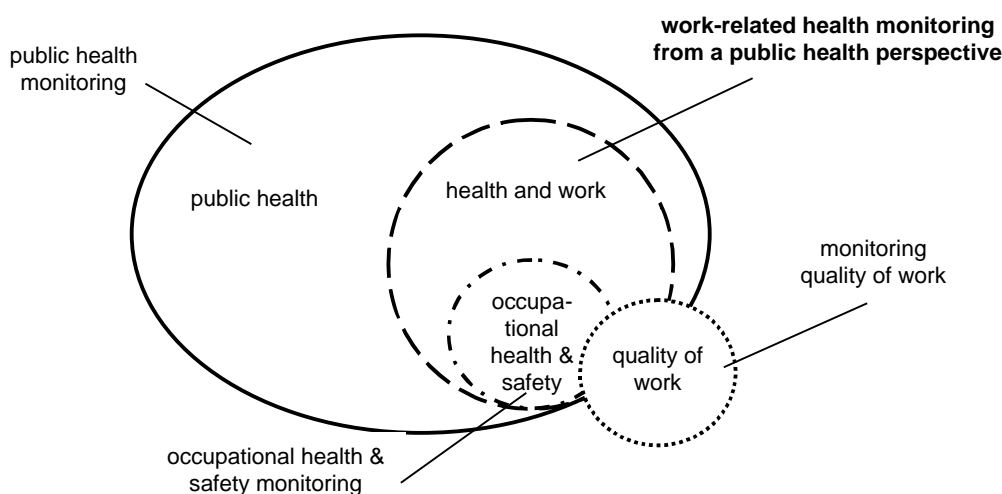 work-related health monitoring
from a public health perspective
public health
monitoring
public health
health and work
monitoring
quality of work
occupa-
tional
health &
safety
quality of
work
occupational health &
safety monitoring